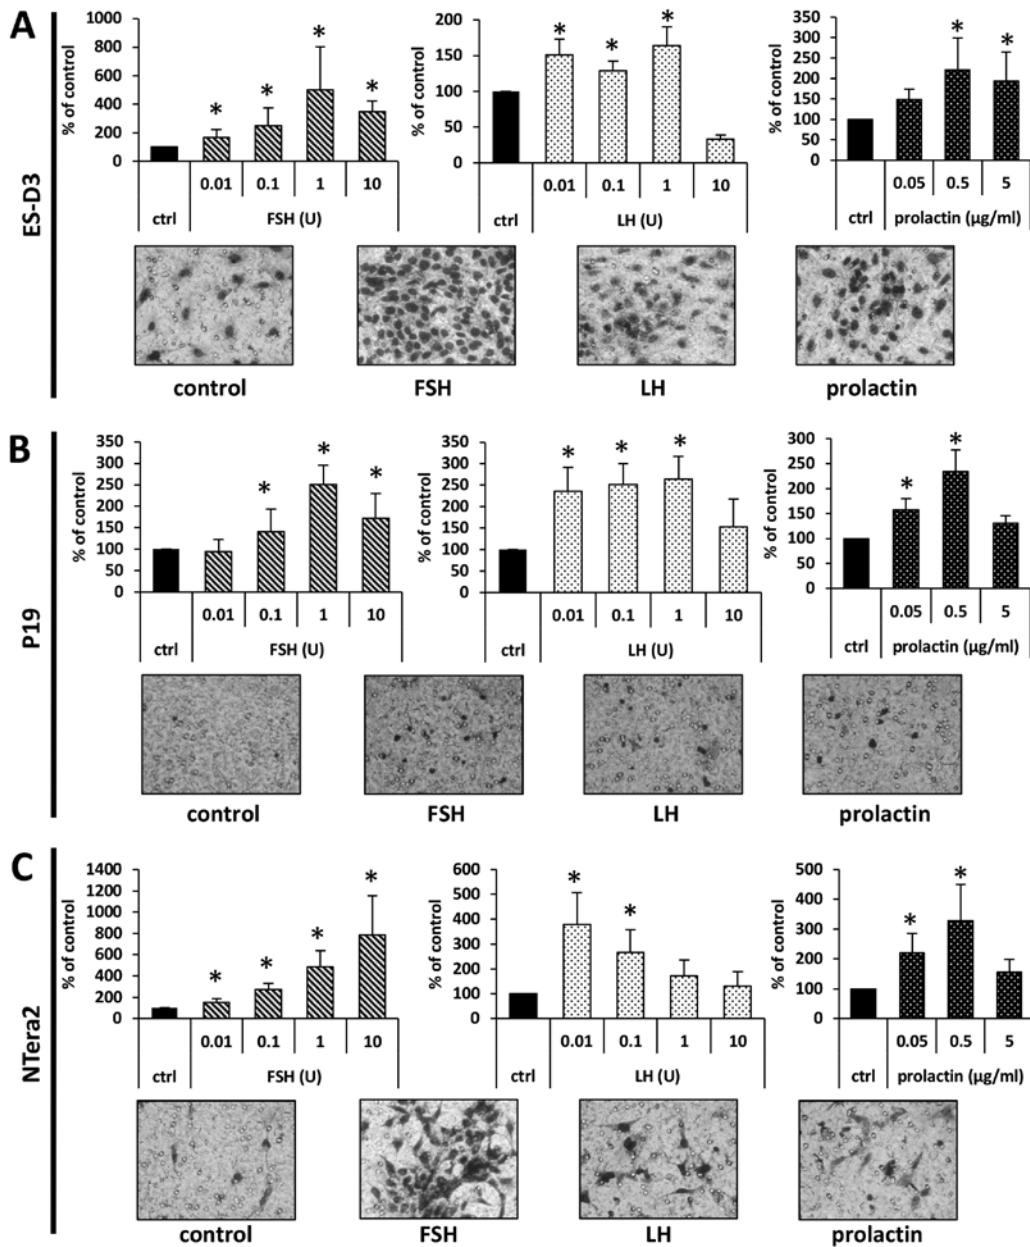 A
ES-D3
% of control
1000
800
600
400
200
0
* * * *
0.01 0.1 1 10
ctrl FSH (U)
% of control
200
150
100
50
0
* * *
0.01 0.1 1 10
ctrl LH (U)
% of control
350
300
250
200
150
100
50
0
* *
0.05 0.5 5
ctrl prolactin (µg/ml)
control FSH LH prolactin
B
P19
% of control
350
300
250
200
150
100
50
0
* * *
0.01 0.1 1 10
ctrl FSH (U)
% of control
350
300
250
200
150
100
50
0
* * *
0.01 0.1 1 10
ctrl LH (U)
% of control
300
250
200
150
100
50
0
* *
0.05 0.5 5
ctrl prolactin (µg/ml)
control FSH LH prolactin
C
NTera2
% of control
1400
1200
1000
800
600
400
200
0
* * * *
0.01 0.1 1 10
ctrl FSH (U)
% of control
600
500
400
300
200
100
0
* *
0.01 0.1 1 10
ctrl LH (U)
% of control
500
400
300
200
100
0
* *
0.05 0.5 5
ctrl prolactin (µg/ml)
control FSH LH prolactin